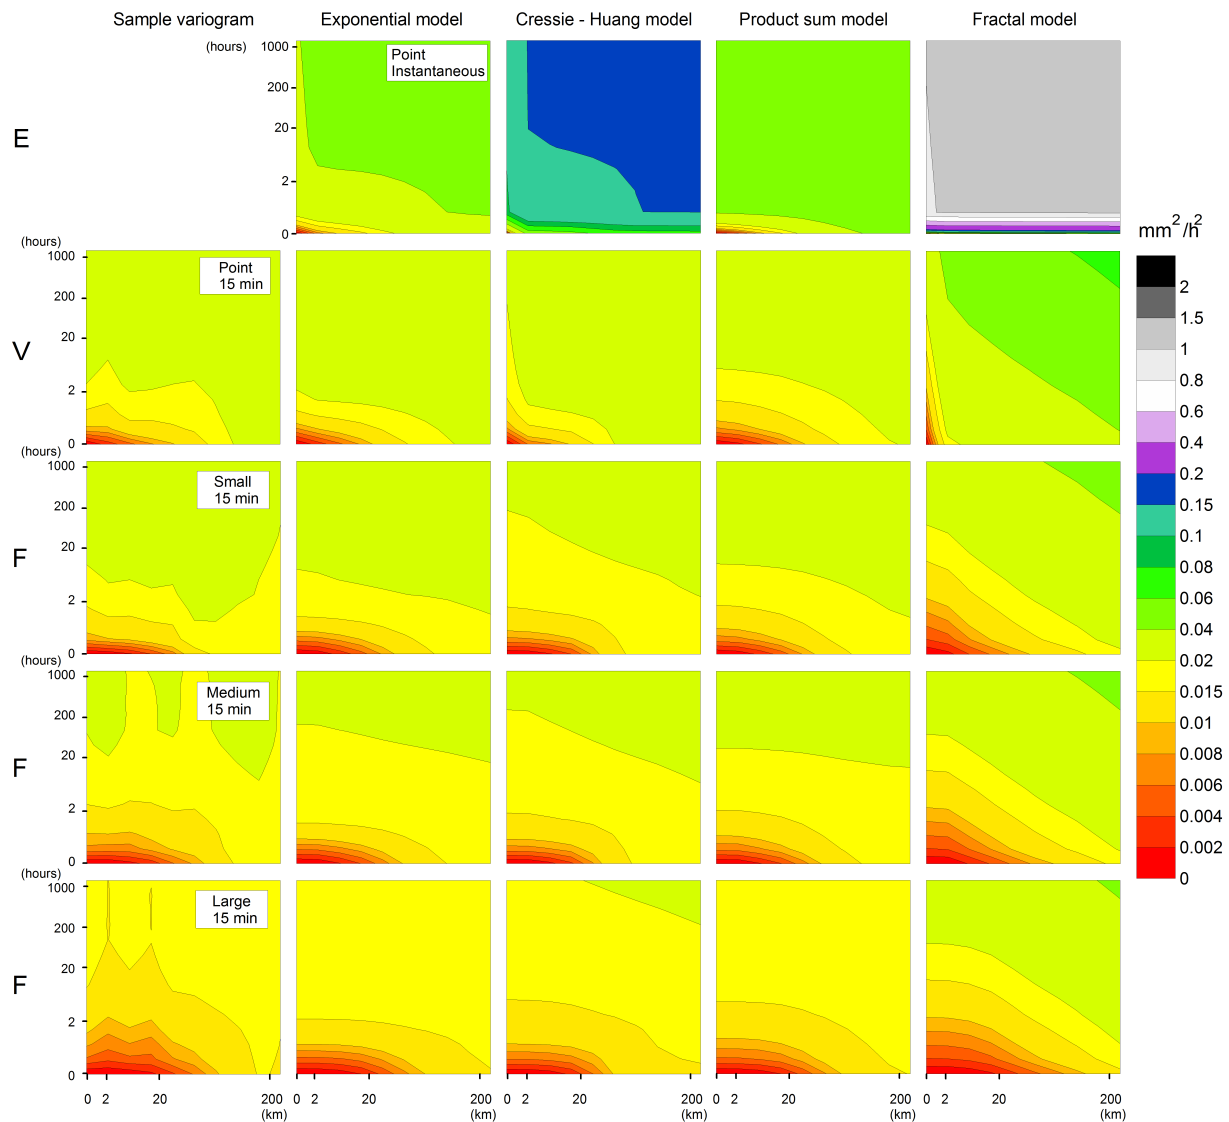 Sample variogram Exponential model Cressie - Huang model Product sum model Fractal model
(hours) 1000 Point
Instantaneous
200
E 20
2
0
(hours) mm²/h²
1000 Point
15 min
200
V 20
2
0
(hours)
1000 Small
15 min
200
F 20
2
0
(hours)
1000 Medium
15 min
200
F 20
2
0
(hours)
1000 Large
15 min
200
F 20
2
0
0 2 20 200 0 2 20 200 0 2 20 200 0 2 20 200 0 2 20 200
(km) (km) (km) (km) (km)
2
1.5
1
0.8
0.6
0.4
0.2
0.15
0.1
0.08
0.06
0.04
0.02
0.015
0.01
0.008
0.006
0.004
0.002
0